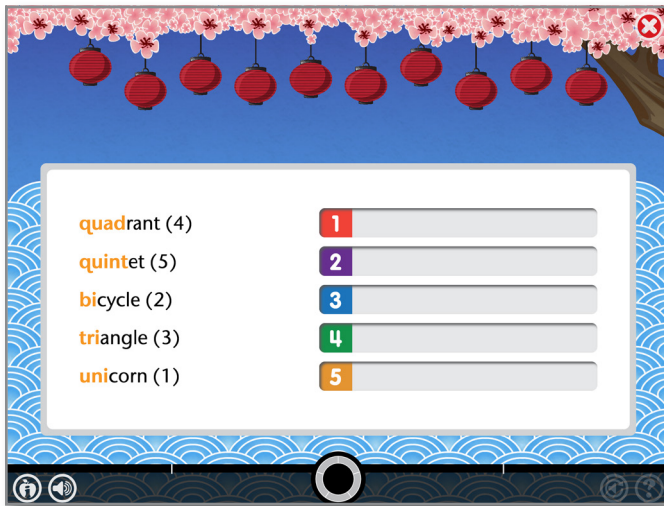 quadrant (4)
1
quintet (5)
2
bicycle (2)
3
triangle (3)
4
unicorn (1)
5